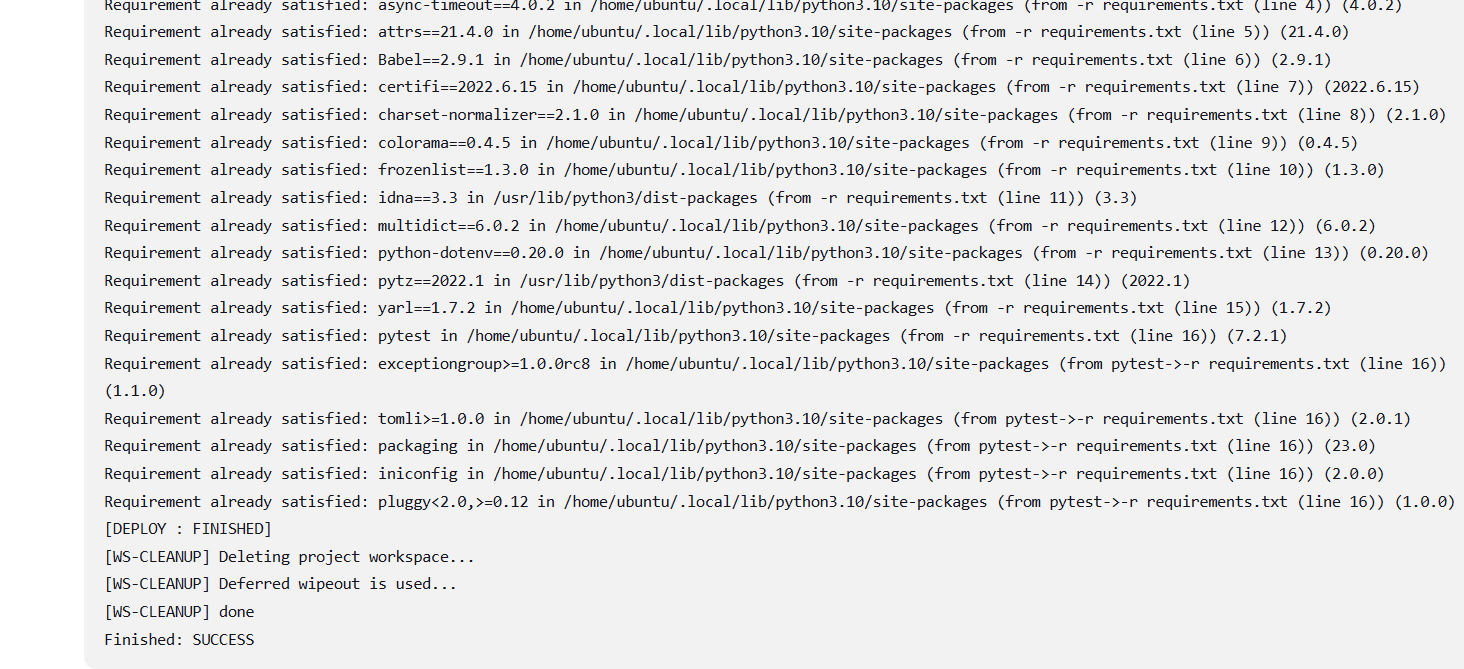 Requirement already satisfied: async-timeout==4.0.2 in /home/ubuntu/.local/lib/python3.10/site-packages (from -r requirements.txt (line 4)) (4.0.2)
Requirement already satisfied: attrs==21.4.0 in /home/ubuntu/.local/lib/python3.10/site-packages (from -r requirements.txt (line 5)) (21.4.0)
Requirement already satisfied: Babel==2.9.1 in /home/ubuntu/.local/lib/python3.10/site-packages (from -r requirements.txt (line 6)) (2.9.1)
Requirement already satisfied: certifi==2022.6.15 in /home/ubuntu/.local/lib/python3.10/site-packages (from -r requirements.txt (line 7)) (2022.6.15)
Requirement already satisfied: charset-normalizer==2.1.0 in /home/ubuntu/.local/lib/python3.10/site-packages (from -r requirements.txt (line 8)) (2.1.0)
Requirement already satisfied: colorama==0.4.5 in /home/ubuntu/.local/lib/python3.10/site-packages (from -r requirements.txt (line 9)) (0.4.5)
Requirement already satisfied: frozenlist==1.3.0 in /home/ubuntu/.local/lib/python3.10/site-packages (from -r requirements.txt (line 10)) (1.3.0)
Requirement already satisfied: idna==3.3 in /usr/lib/python3/dist-packages (from -r requirements.txt (line 11)) (3.3)
Requirement already satisfied: multidict==6.0.2 in /home/ubuntu/.local/lib/python3.10/site-packages (from -r requirements.txt (line 12)) (6.0.2)
Requirement already satisfied: python-dotenv==0.20.0 in /home/ubuntu/.local/lib/python3.10/site-packages (from -r requirements.txt (line 13)) (0.20.0)
Requirement already satisfied: pytz==2022.1 in /usr/lib/python3/dist-packages (from -r requirements.txt (line 14)) (2022.1)
Requirement already satisfied: yarl==1.7.2 in /home/ubuntu/.local/lib/python3.10/site-packages (from -r requirements.txt (line 15)) (1.7.2)
Requirement already satisfied: pytest in /home/ubuntu/.local/lib/python3.10/site-packages (from -r requirements.txt (line 16)) (7.2.1)
Requirement already satisfied: exceptiongroup>=1.0.0rc8 in /home/ubuntu/.local/lib/python3.10/site-packages (from pytest->-r requirements.txt (line 16))
(1.1.0)
Requirement already satisfied: tomli>=1.0.0 in /home/ubuntu/.local/lib/python3.10/site-packages (from pytest->-r requirements.txt (line 16)) (2.0.1)
Requirement already satisfied: packaging in /home/ubuntu/.local/lib/python3.10/site-packages (from pytest->-r requirements.txt (line 16)) (23.0)
Requirement already satisfied: iniconfig in /home/ubuntu/.local/lib/python3.10/site-packages (from pytest->-r requirements.txt (line 16)) (2.0.0)
Requirement already satisfied: pluggy<2.0,>=0.12 in /home/ubuntu/.local/lib/python3.10/site-packages (from pytest->-r requirements.txt (line 16)) (1.0.0)
[DEPLOY : FINISHED]
[WS-CLEANUP] Deleting project workspace...
[WS-CLEANUP] Deferred wipeout is used...
[WS-CLEANUP] done
Finished: SUCCESS